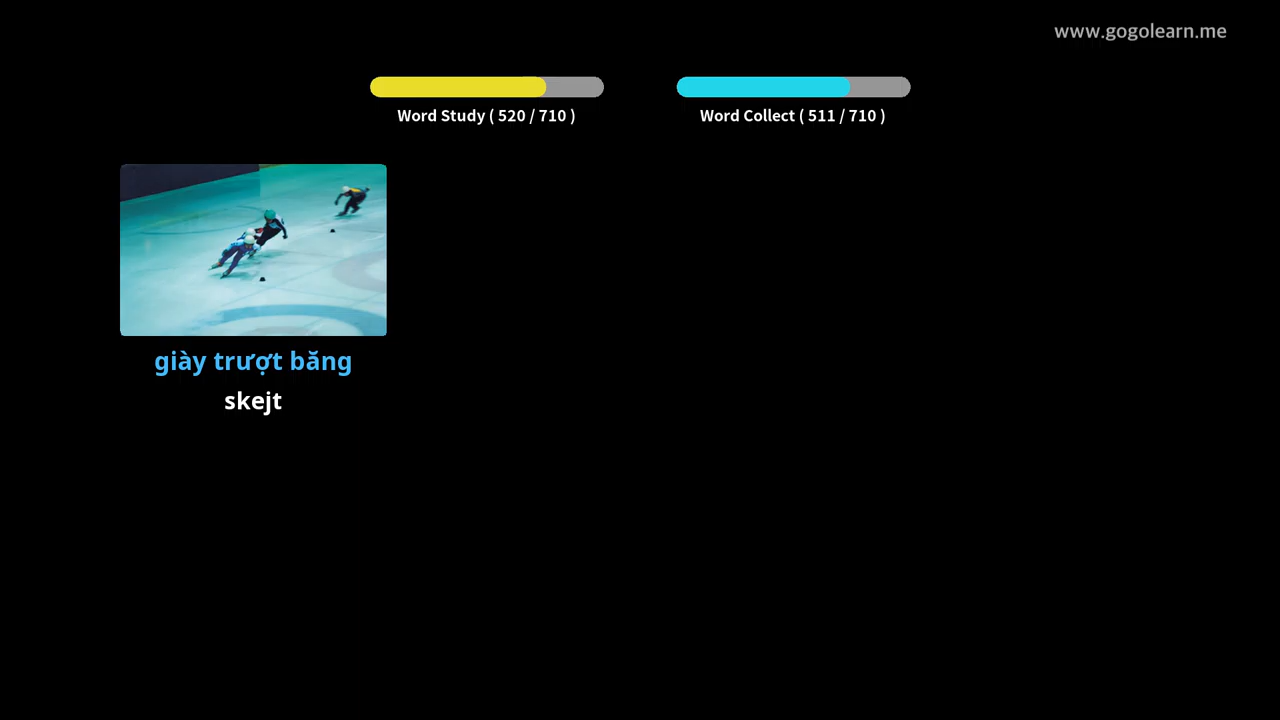 www.gogolearn.me
Word Study ( 520 / 710 )
Word Collect ( 511 / 710 )
giày trượt băng
skejt